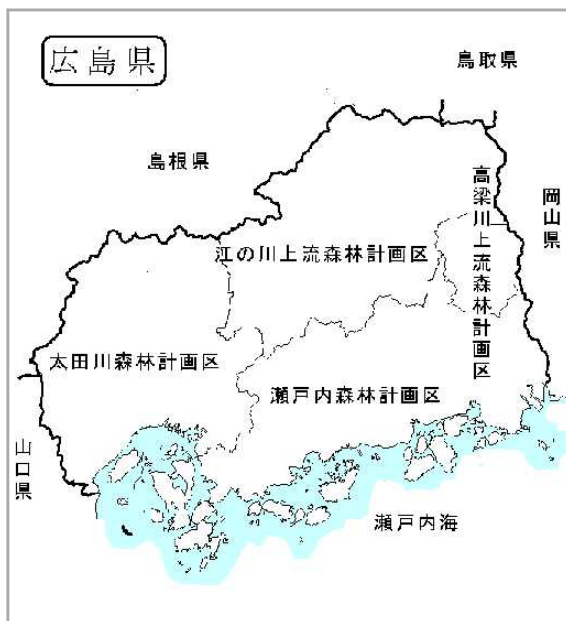 広島県
鳥取県
島根県
高梁川上流森林計画区
岡山県
江の川上流森林計画区
太田川森林計画区
瀬戸内森林計画区
山口県
瀬戸内海